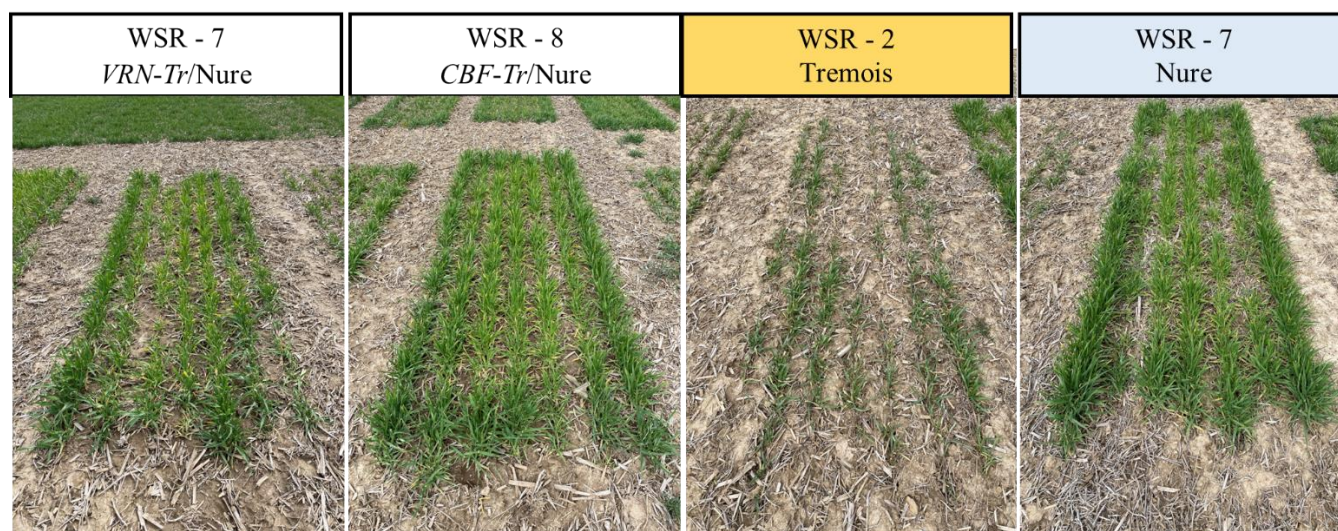 WSR - 7
VRN-Tr/Nure
WSR - 8
CBF-Tr/Nure
WSR - 2
Tremois
WSR - 7
Nure